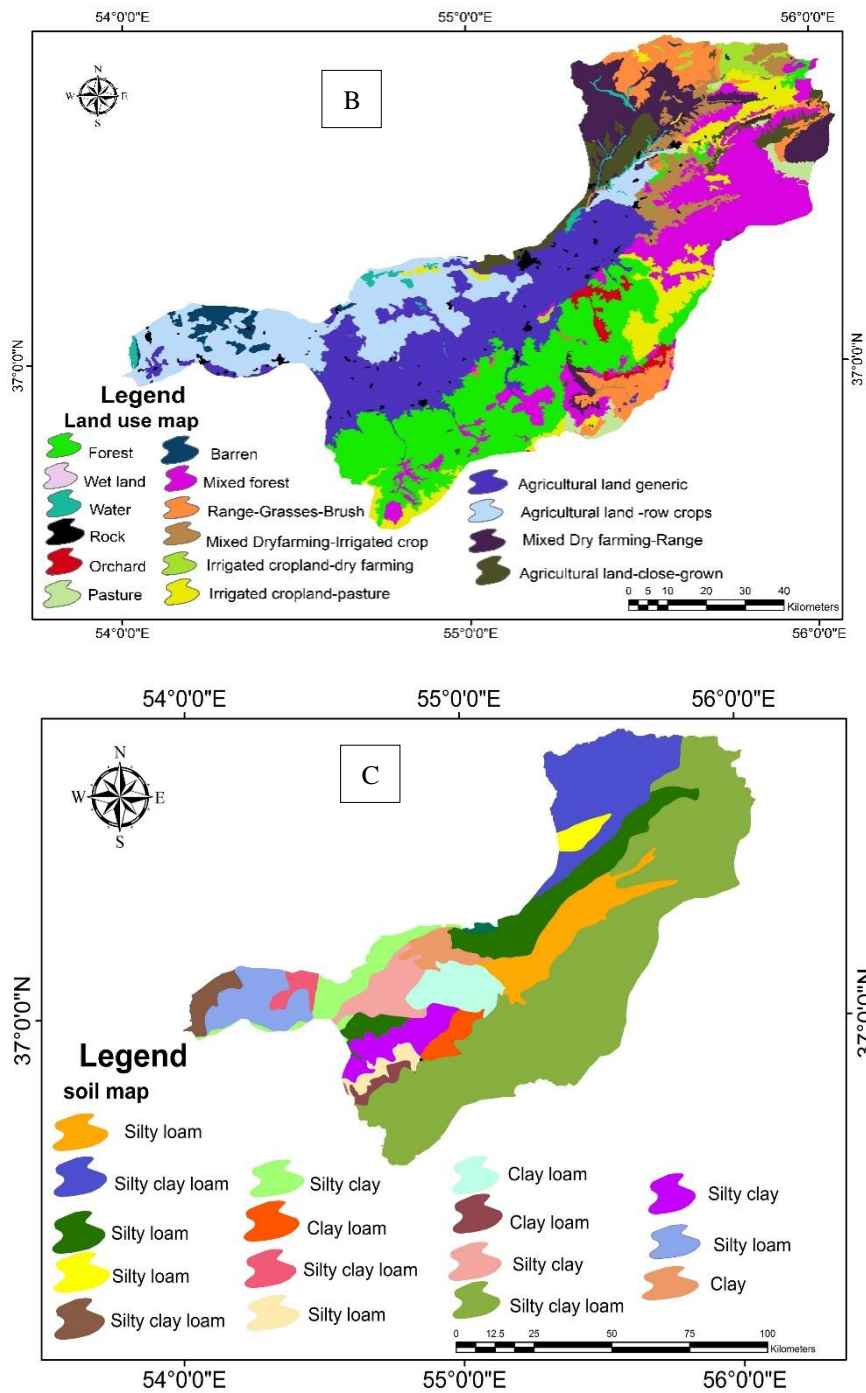 54°0'0"E 55°0'0"E 56°0'0"E
B
N
W E
S
37°0'0"N 37°0'0"N
Legend
Land use map
Forest
Wet land
Water
Rock
Orchard
Pasture
Barren
Mixed forest
Range-Grasses-Brush
Mixed Dryfarming-Irrigated crop
Irrigated cropland-dry farming
Irrigated cropland-pasture
Agricultural land generic
Agricultural land -row crops
Mixed Dry farming-Range
Agricultural land-close-grown
0 5 10 20 30 40
Kilometers
54°0'0"E 55°0'0"E 56°0'0"E
54°0'0"E 55°0'0"E 56°0'0"E
C
N
W E
S
37°0'0"N 37°0'0"N
Legend
soil map
Silty loam
Silty clay loam
Silty loam
Silty loam
Silty clay loam
Silty clay
Clay loam
Silty clay loam
Silty loam
Clay loam
Clay loam
Silty clay
Silty clay loam
Silty clay
Silty loam
Clay
0 12.5 25 50 75 100
Kilometers
54°0'0"E 55°0'0"E 56°0'0"E